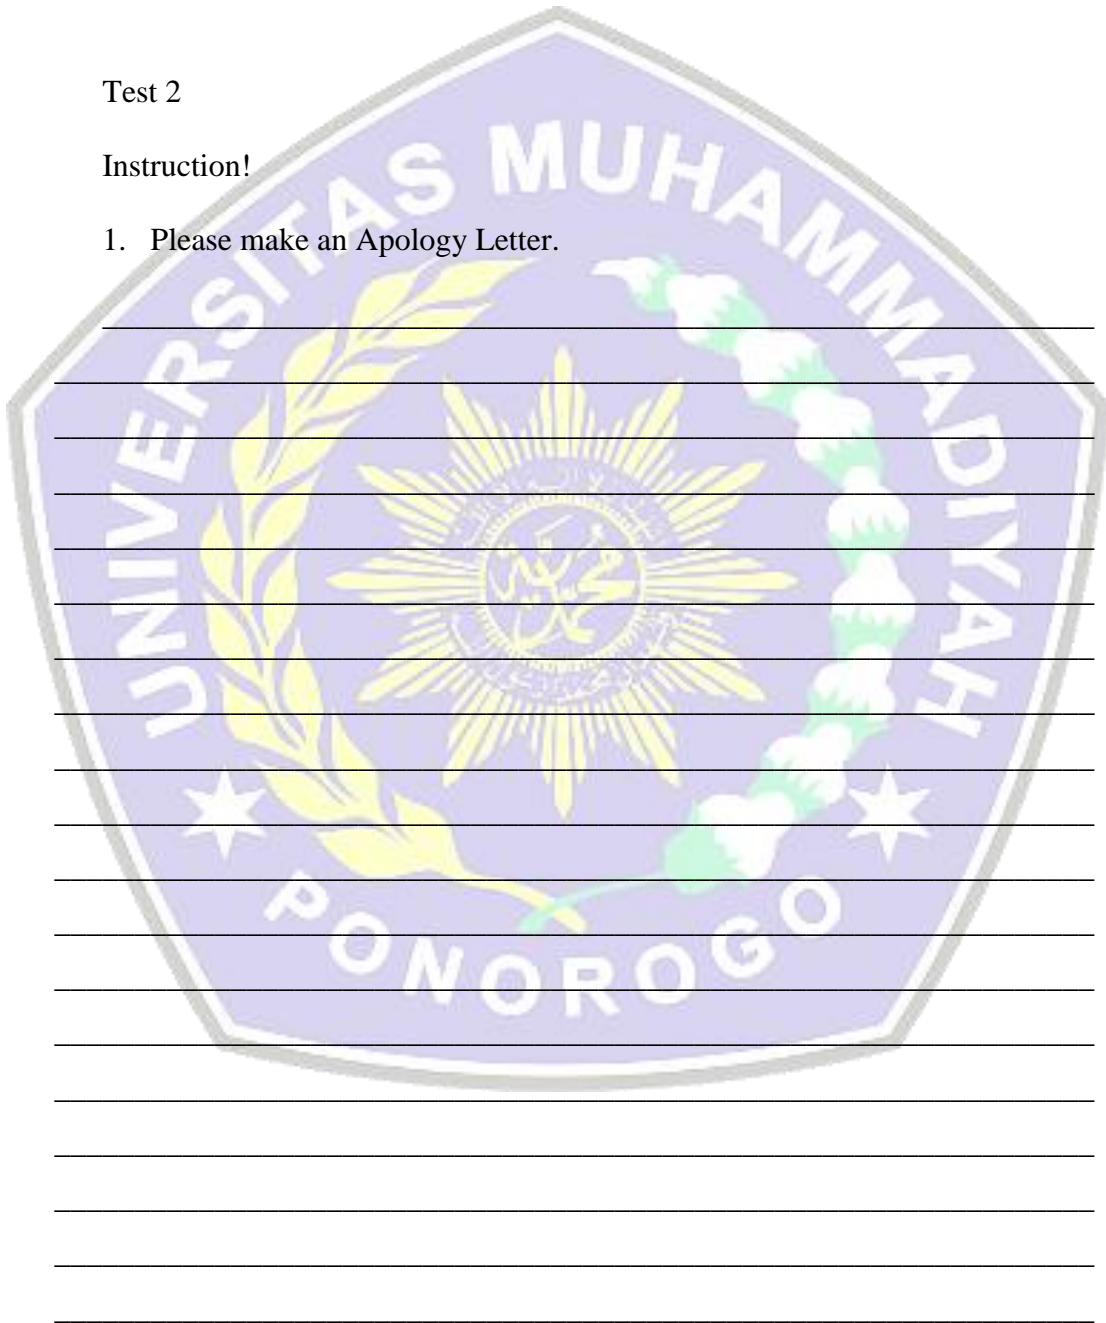 Test 2
Instruction!
1. Please make an Apology Letter.
UNIVERSITAS MUHAMMADIYAH
PONOROGO